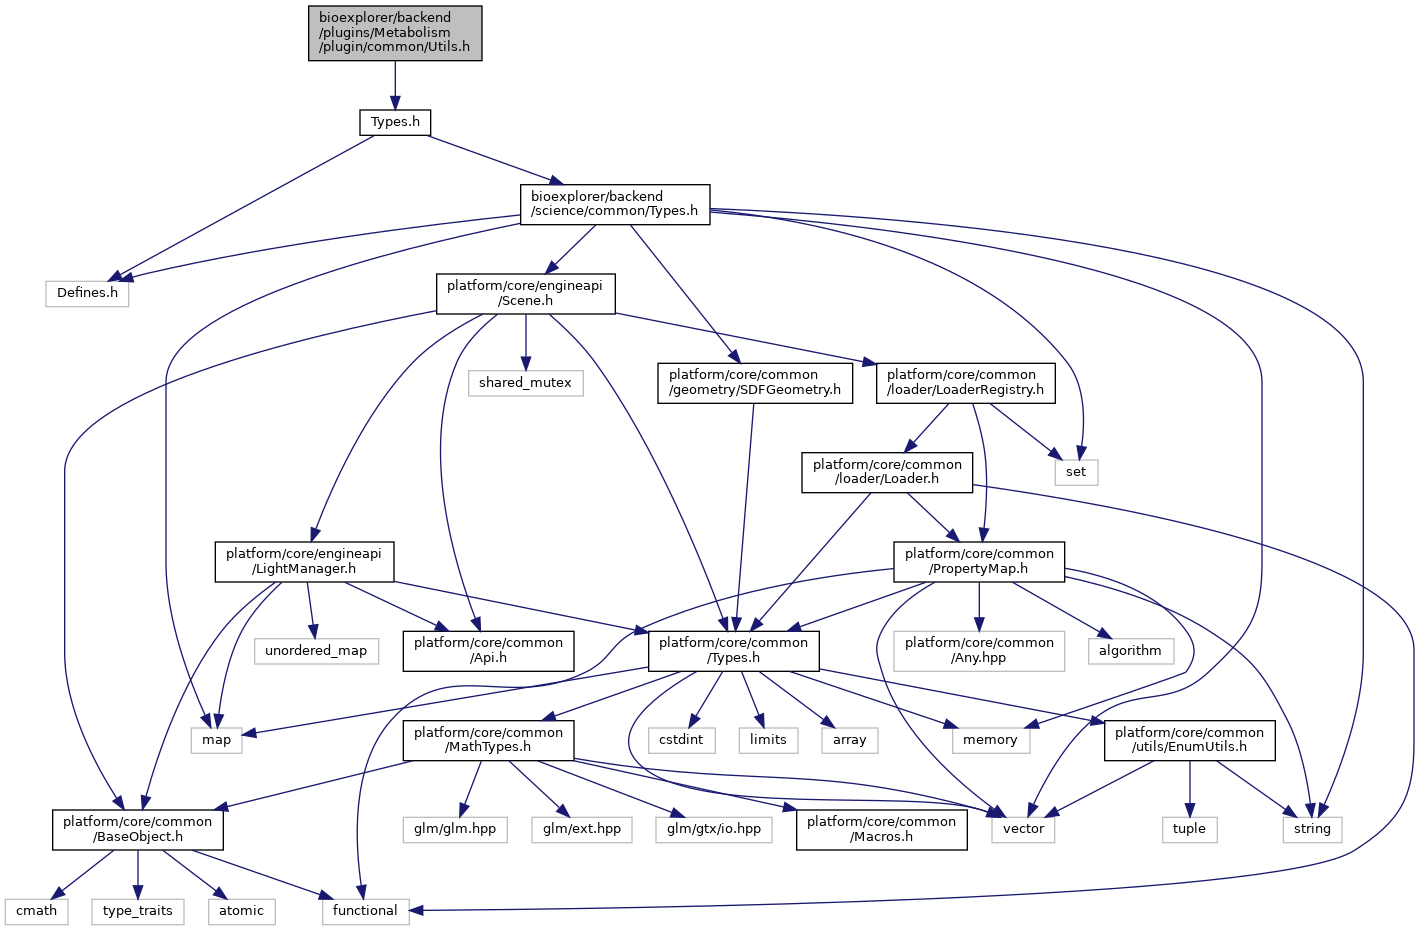 bioexplorer/backend
/plugins/Metabolism
/plugin/common/Utils.h
Types.h
bioexplorer/backend
/science/common/Types.h
Defines.h
platform/core/engineapi
/Scene.h
shared_mutex
platform/core/common
/geometry/SDFGeometry.h
platform/core/common
/loader/LoaderRegistry.h
platform/core/common
/loader/Loader.h
set
platform/core/engineapi
/LightManager.h
platform/core/common
/PropertyMap.h
unordered_map
platform/core/common
/Api.h
platform/core/common
/Types.h
platform/core/common
/Any.hpp
algorithm
map
platform/core/common
/MathTypes.h
cstdint
limits
array
memory
platform/core/common
/utils/EnumUtils.h
platform/core/common
/BaseObject.h
glm/glm.hpp
glm/ext.hpp
glm/gtx/io.hpp
platform/core/common
/Macros.h
vector
tuple
string
cmath
type_traits
atomic
functional